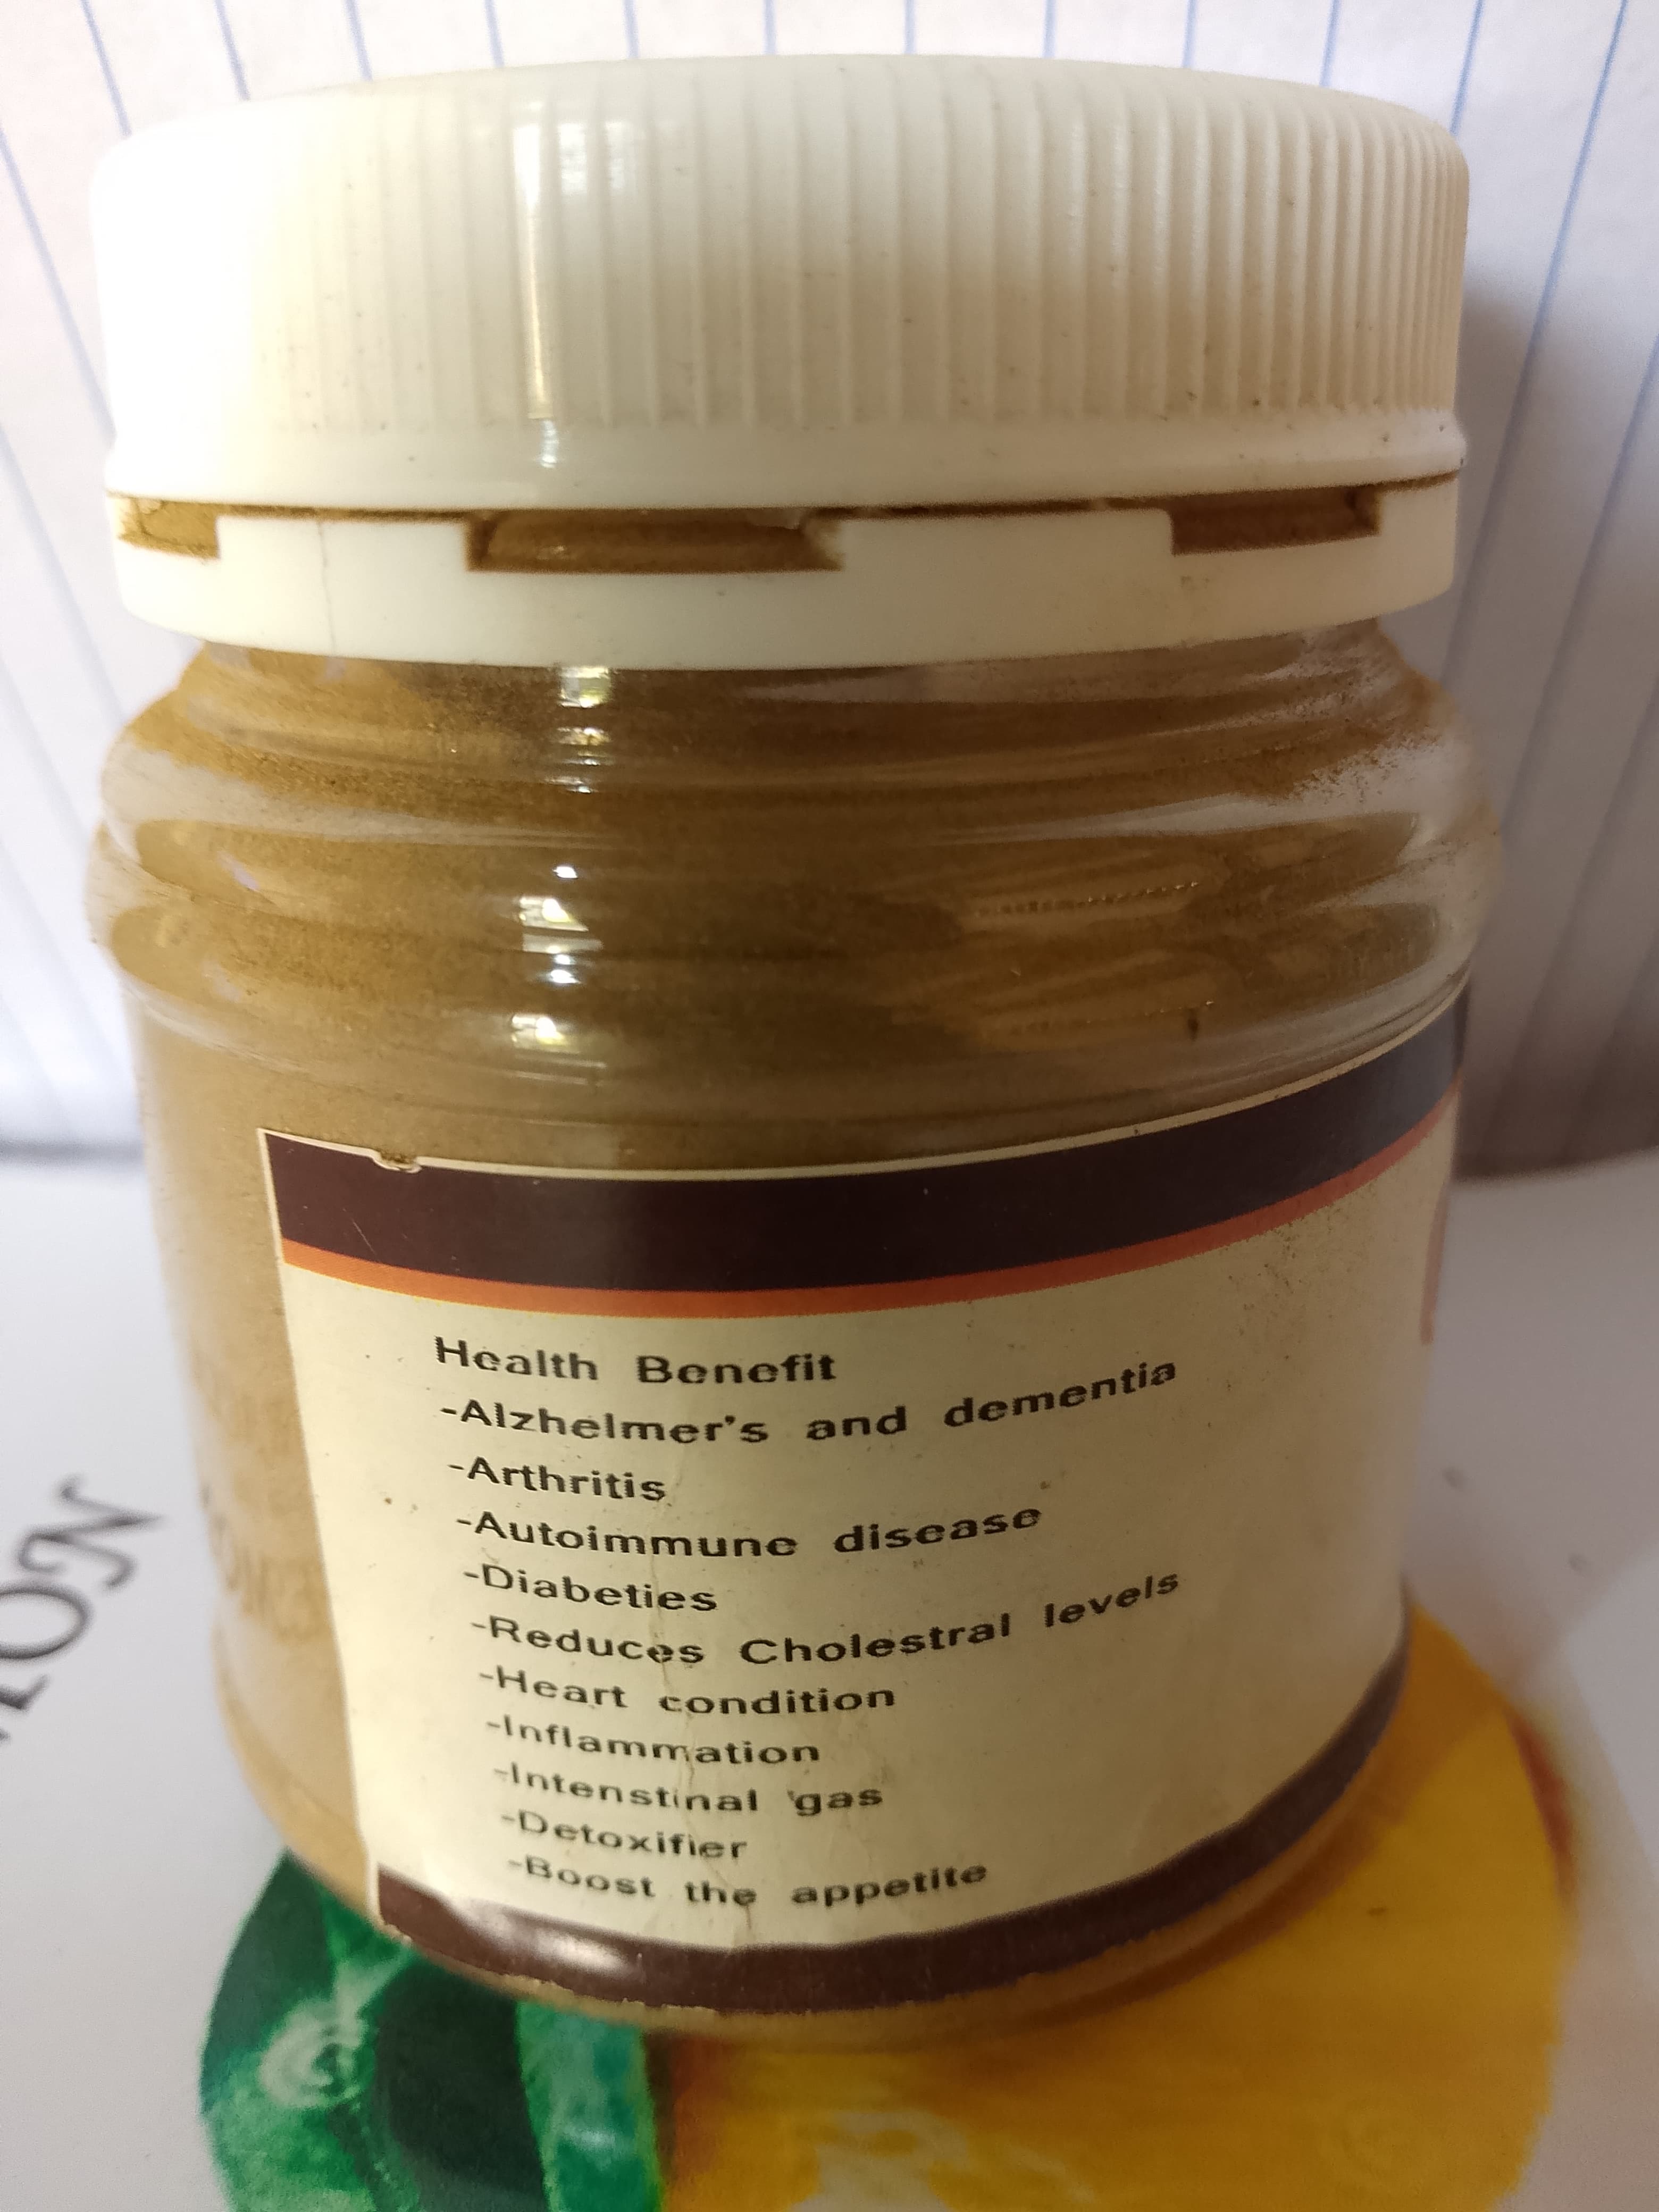 Health Benefit
-Alzhelmer's and dementia
-Arthritis
-Autoimmune disease
-Diabeties
-Reduces Cholestral levels
-Heart condition
-Inflammation
-Intenstinal 'gas
-Detoxifier
-Boost the appetite